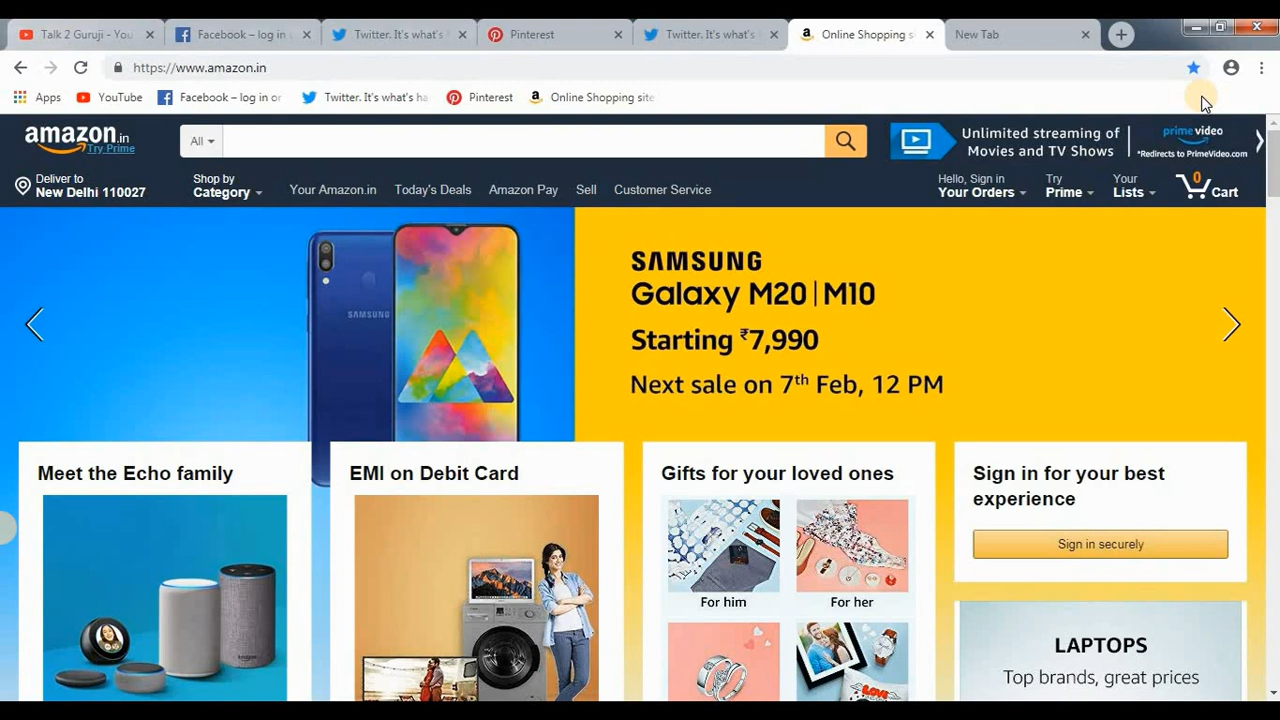 Talk 2 Guruji - You
Facebook – log in
Twitter. It's what's
Pinterest
Twitter. It's what's
Online Shopping s
New Tab
https://www.amazon.in
Apps
YouTube
Facebook – log in or
Twitter. It's what's ha
Pinterest
Online Shopping site
amazon.in
Try Prime
All
Unlimited streaming of
Movies and TV Shows
prime video
*Redirects to PrimeVideo.com
Deliver to
New Delhi 110027
Shop by
Category
Your Amazon.in
Today's Deals
Amazon Pay
Sell
Customer Service
Hello, Sign in
Your Orders
Try
Prime
Your
Lists
0
Cart
SAMSUNG
SAMSUNG
Galaxy M20 | M10
Starting ₹7,990
Next sale on 7th Feb, 12 PM
Meet the Echo family
EMI on Debit Card
Gifts for your loved ones
For him
For her
LOVE
Sign in for your best
experience
Sign in securely
LAPTOPS
Top brands, great prices